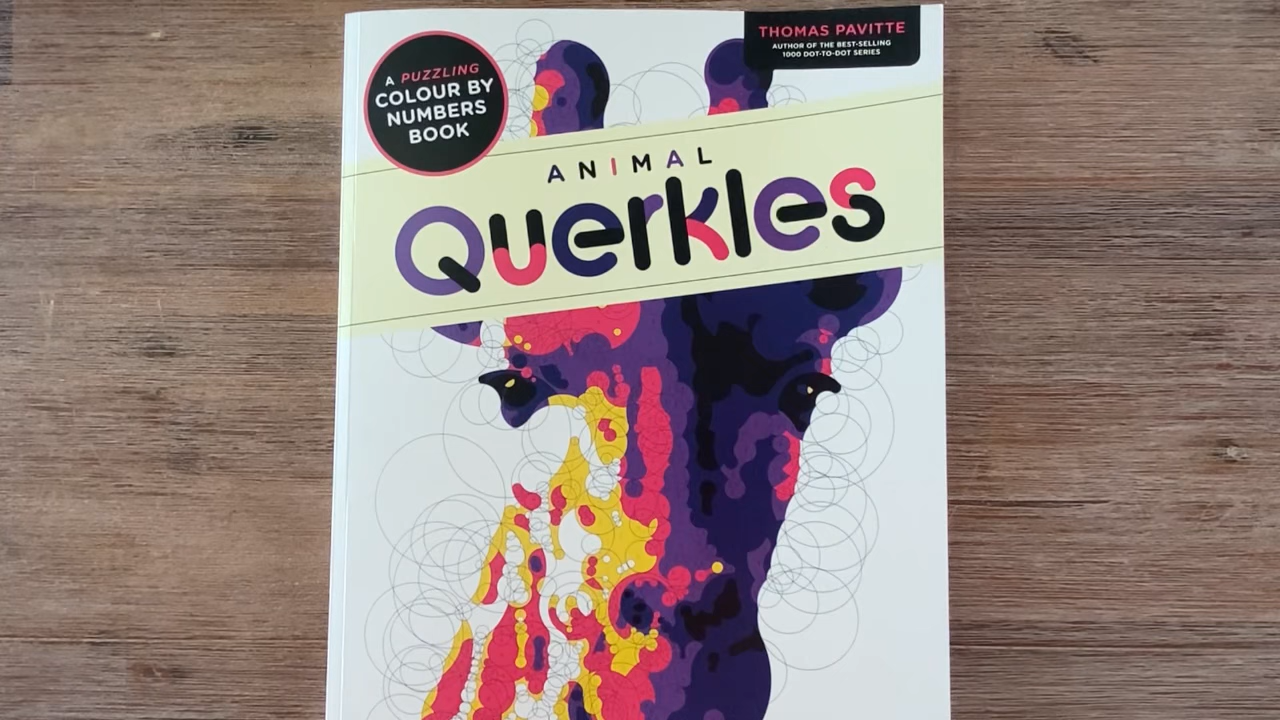 A PUZZLING
COLOUR BY
NUMBERS
BOOK
THOMAS PAVITTE
AUTHOR OF THE BEST-SELLING
1000 DOT-TO-DOT SERIES
ANIMAL
Querkles